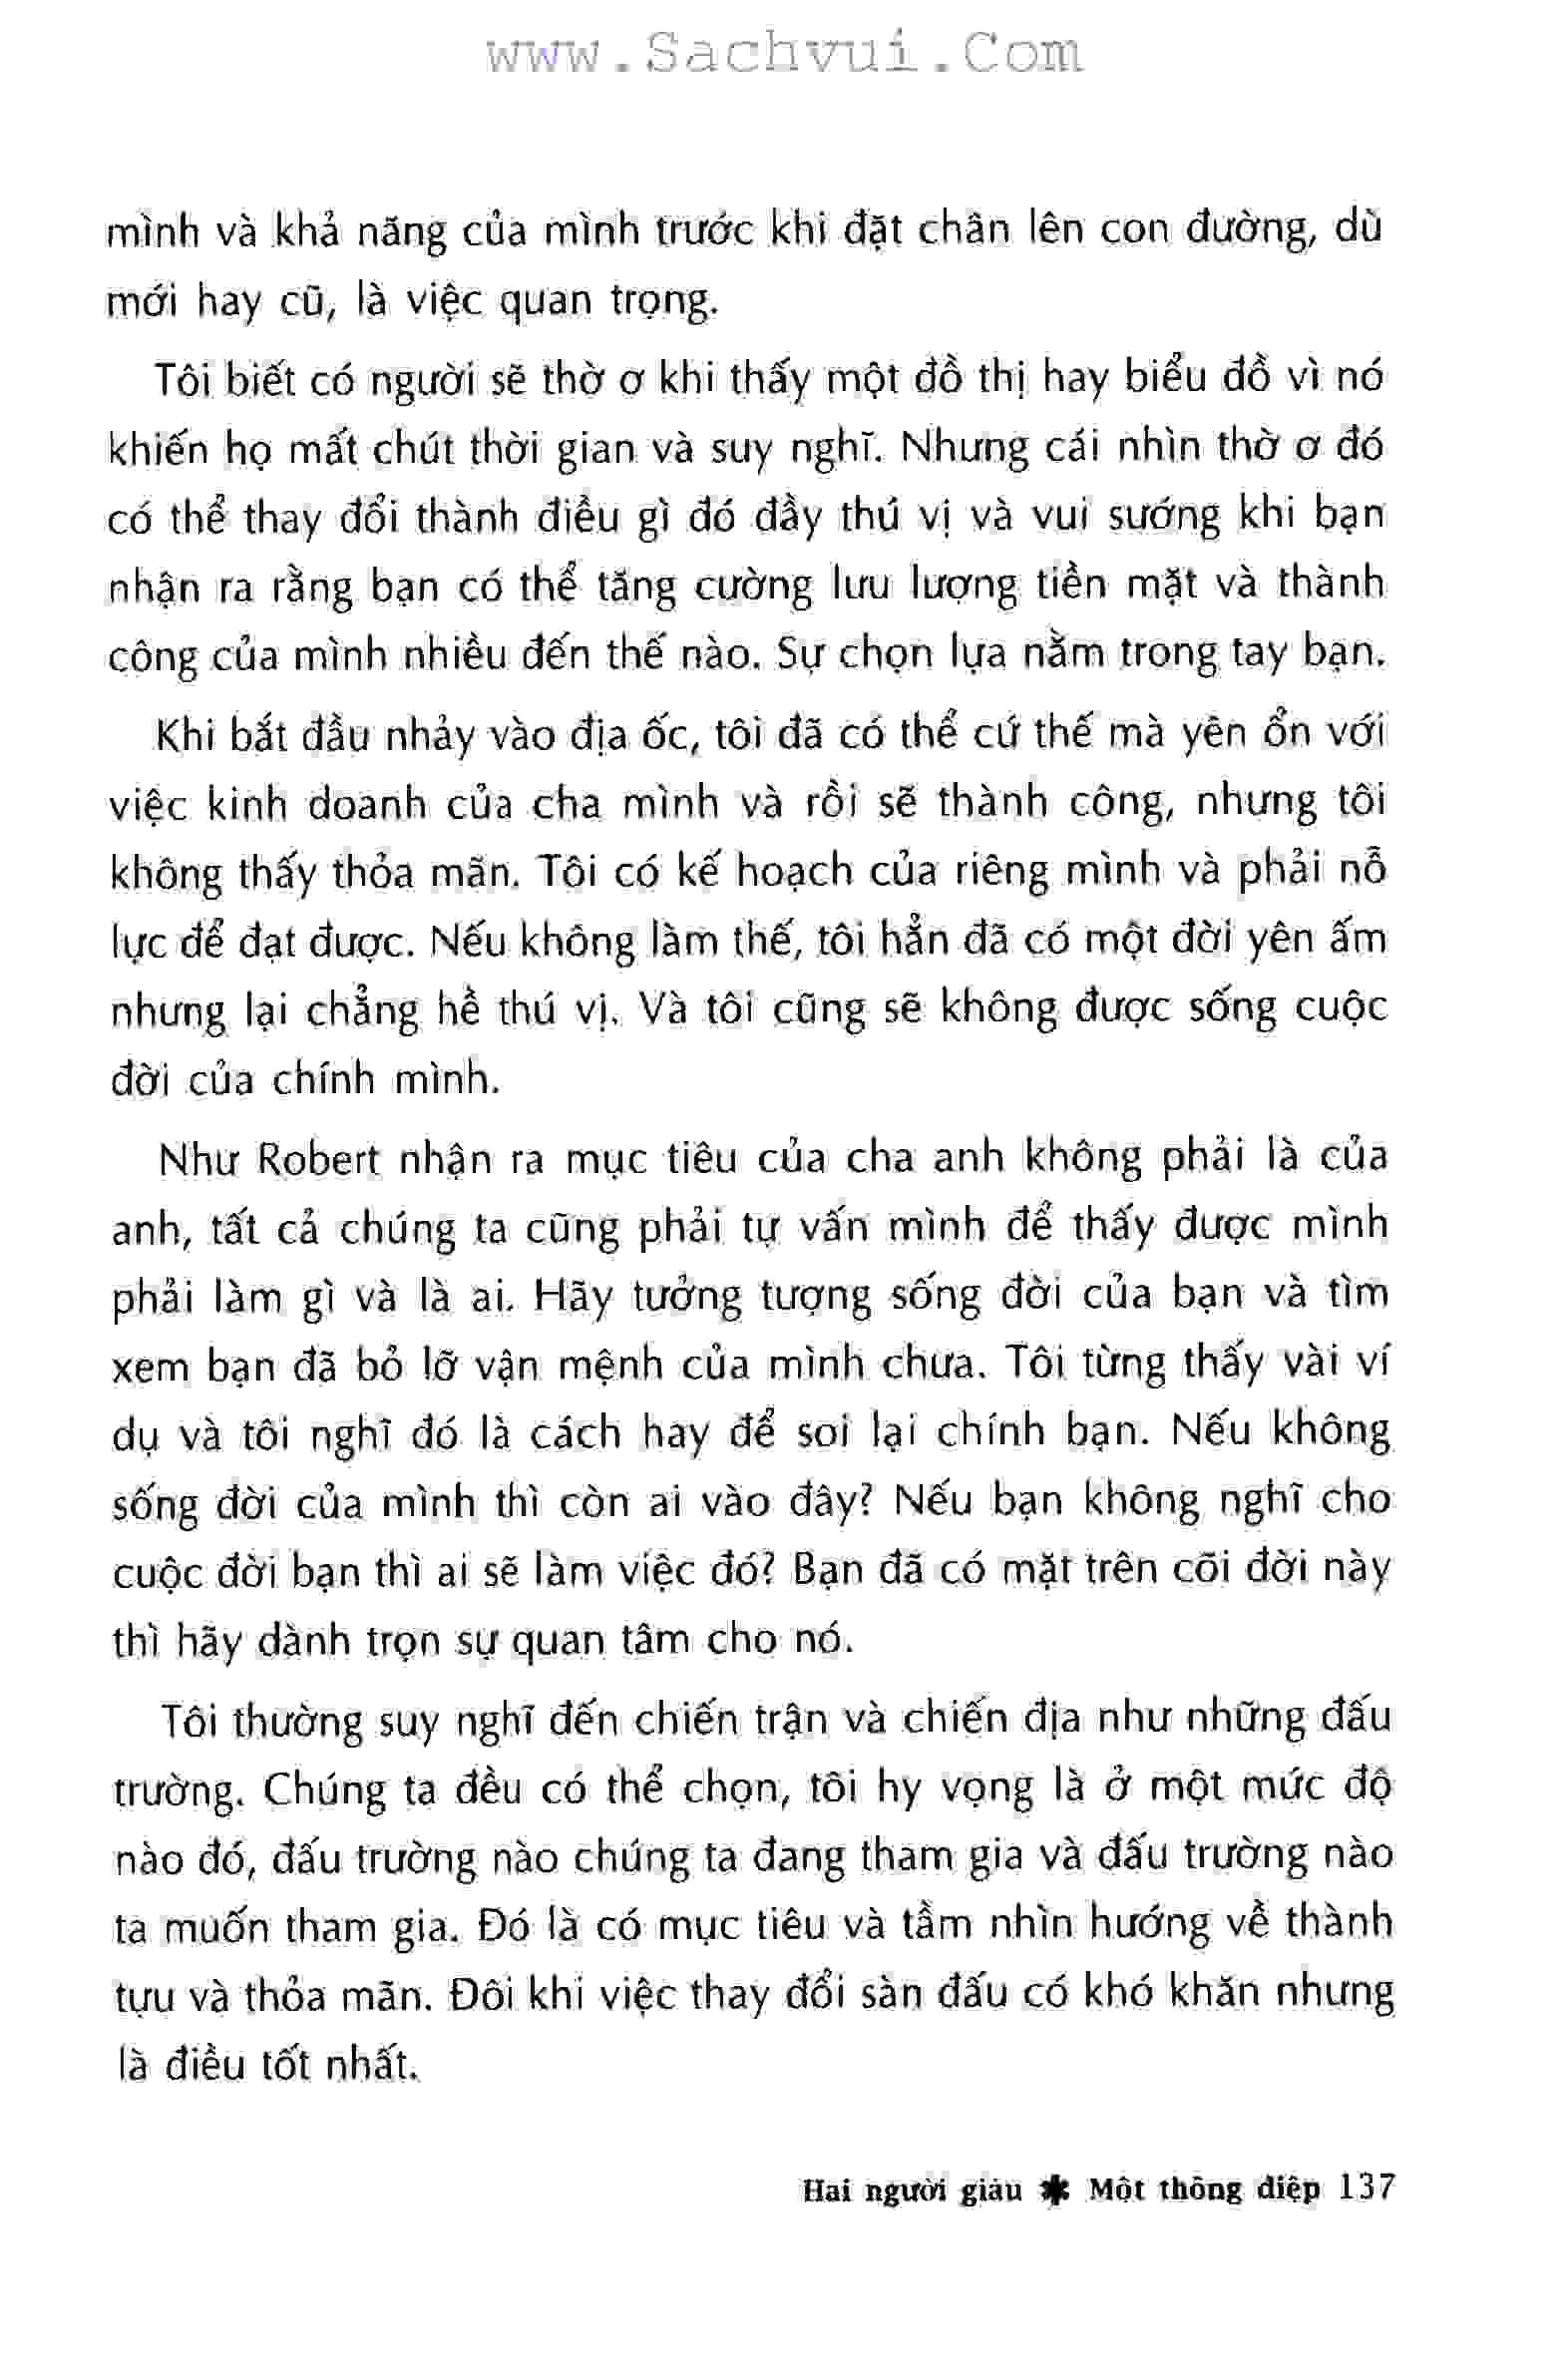 www.Sachvui.Com
mình và khả năng của mình trước khi đặt chân lên con đường, dù
mới hay cũ, là việc quan trọng.
Tôi biết có người sẽ thờ ơ khi thấy một đồ thị hay biểu đồ vì nó
khiến họ mất chút thời gian và suy nghĩ. Nhưng cái nhìn thờ ơ đó
có thể thay đổi thành điều gì đó đầy thú vị và vui sướng khi bạn
nhận ra rằng bạn có thể tăng cường lưu lượng tiền mặt và thành
công của mình nhiều đến thế nào. Sự chọn lựa nằm trong tay bạn.
Khi bắt đầu nhảy vào địa ốc, tôi đã có thể cứ thế mà yên ổn với
việc kinh doanh của cha mình và rồi sẽ thành công, nhưng tôi
không thấy thỏa mãn. Tôi có kế hoạch của riêng mình và phải nỗ
lực để đạt được. Nếu không làm thế, tôi hẳn đã có một đời yên ấm
nhưng lại chẳng hề thú vị. Và tôi cũng sẽ không được sống cuộc
đời của chính mình.
Như Robert nhận ra mục tiêu của cha anh không phải là của
anh, tất cả chúng ta cũng phải tự vấn mình để thấy được mình
phải làm gì và là ai. Hãy tưởng tượng sống đời của bạn và tìm
xem bạn đã bỏ lỡ vận mệnh của mình chưa. Tôi từng thấy vài ví
dụ và tôi nghĩ đó là cách hay để soi lại chính bạn. Nếu không
sống đời của mình thì còn ai vào đây? Nếu bạn không nghĩ cho
cuộc đời bạn thì ai sẽ làm việc đó? Bạn đã có mặt trên cõi đời này
thì hãy dành trọn sự quan tâm cho nó.
Tôi thường suy nghĩ đến chiến trận và chiến địa như những đấu
trường. Chúng ta đều có thể chọn, tôi hy vọng là ở một mức độ
nào đó, đấu trường nào chúng ta đang tham gia và đấu trường nào
ta muốn tham gia. Đó là có mục tiêu và tầm nhìn hướng về thành
tựu và thỏa mãn. Đôi khi việc thay đổi sàn đấu có khó khăn nhưng
là điều tốt nhất.
Hai người giàu ✱ Một thông điệp 137